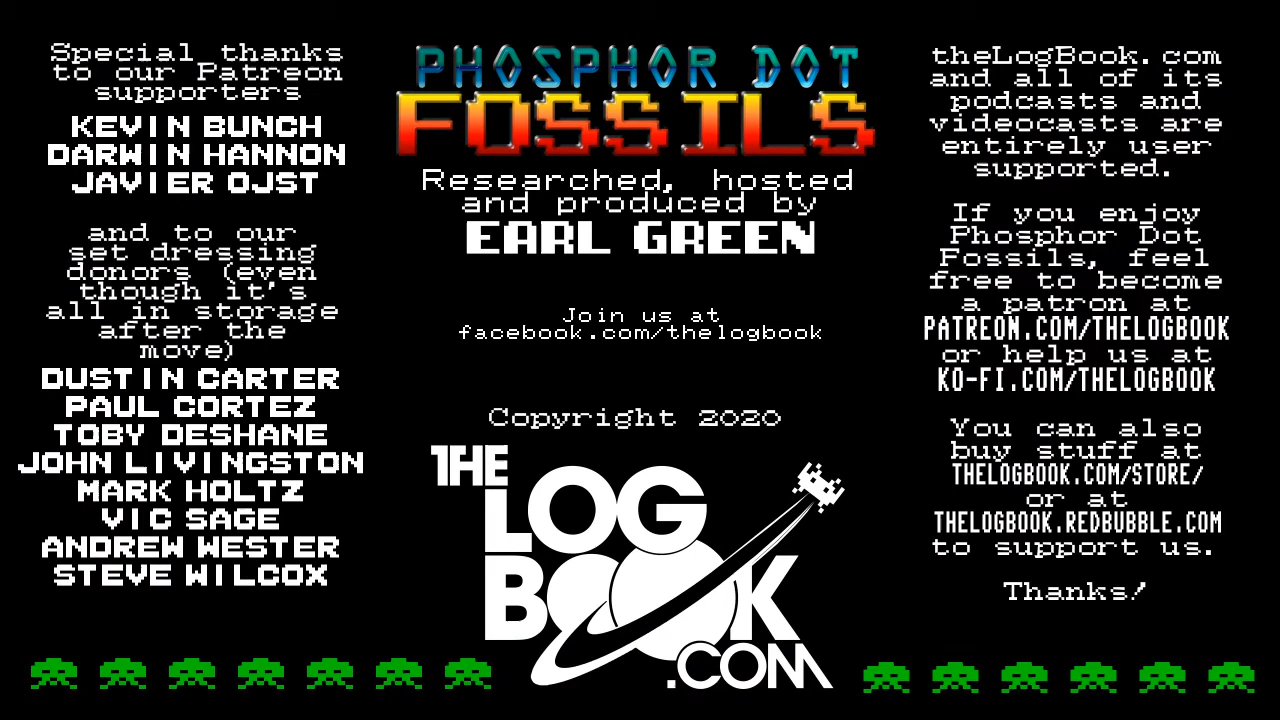 Special thanks
to our Patreon
supporters
KEVIN BUNCH
DARWIN HANNON
JAVIER OJST
and to our
set dressing
donors (even
though it's
all in storage
after the
move)
DUSTIN CARTER
PAUL CORTEZ
TOBY DESHANE
JOHN LIVINGSTON
MARK HOLTZ
VIC SAGE
ANDREW WESTER
STEVE WILCOX
PHOSPHOR DOT
FOSSILS
Researched, hosted
and produced by
EARL GREEN
Join us at
facebook.com/thelogbook
Copyright 2020
THE
LOG
BOOK
.COM
theLogBook.com
and all of its
podcasts and
videocasts are
entirely user
supported.
If you enjoy
Phosphor Dot
Fossils, feel
free to become
a patron at
PATREON.COM/THELOGBOOK
or help us at
KO-FI.COM/THELOGBOOK
You can also
buy stuff at
THELOGBOOK.COM/STORE/
or at
THELOGBOOK.REDBUBBLE.COM
to support us.
Thanks!